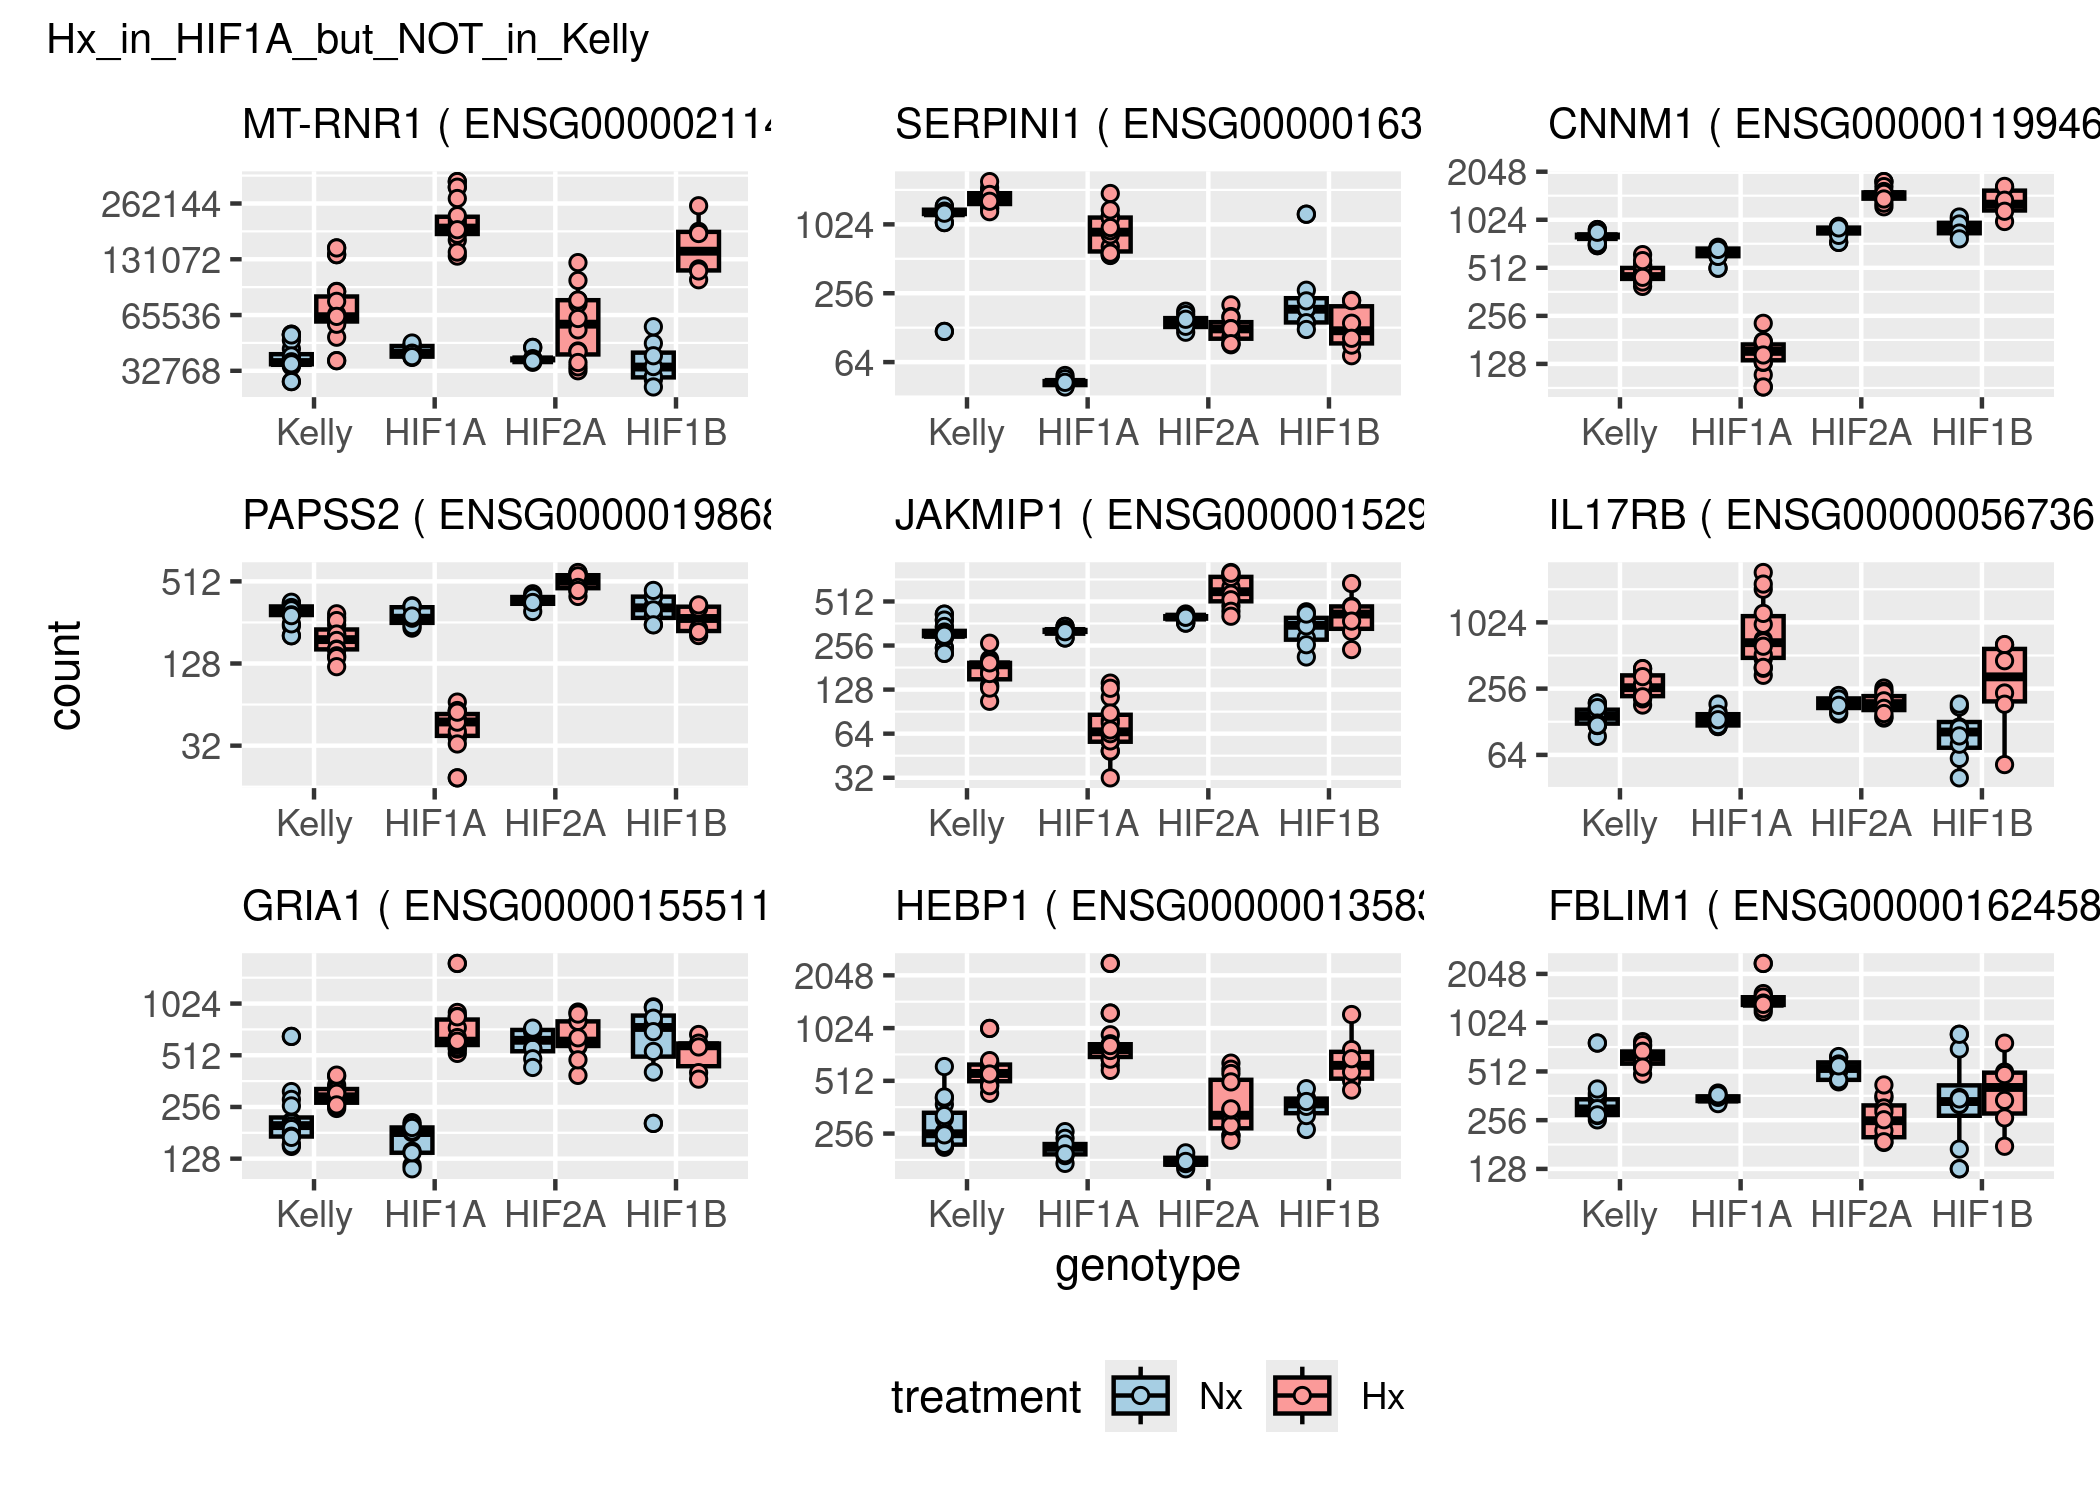 Hx_in_HIF1A_but_NOT_in_Kelly
MT-RNR1 ( ENSG000002114
SERPINI1 ( ENSG00000163
CNNM1 ( ENSG00000119946
262144
131072
65536
32768
1024
256
64
2048
1024
512
256
128
Kelly HIF1A HIF2A HIF1B
Kelly HIF1A HIF2A HIF1B
Kelly HIF1A HIF2A HIF1B
PAPSS2 ( ENSG0000019868
JAKMIP1 ( ENSG000001529
IL17RB ( ENSG00000056736
512
128
32
512
256
128
64
32
1024
256
64
Kelly HIF1A HIF2A HIF1B
Kelly HIF1A HIF2A HIF1B
Kelly HIF1A HIF2A HIF1B
count
GRIA1 ( ENSG00000155511
HEBP1 ( ENSG0000001358
FBLIM1 ( ENSG00000162458
1024
512
256
128
2048
1024
512
256
2048
1024
512
256
128
Kelly HIF1A HIF2A HIF1B
Kelly HIF1A HIF2A HIF1B
Kelly HIF1A HIF2A HIF1B
genotype
treatment Nx Hx